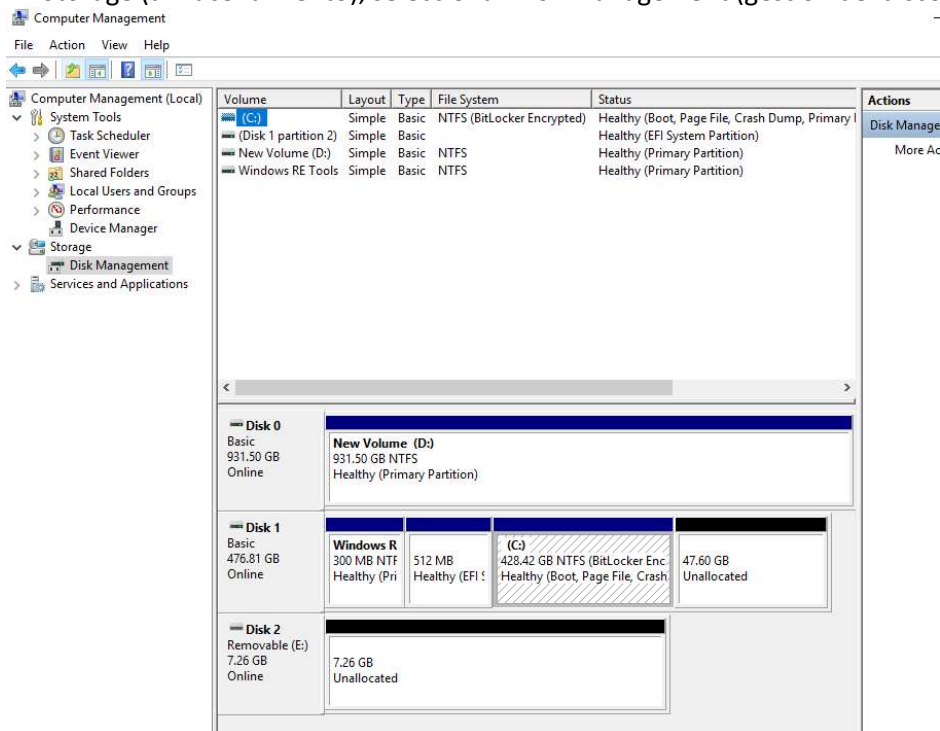 Computer Management
File Action View Help
Computer Management (Local)
System Tools
Task Scheduler
Event Viewer
Shared Folders
Local Users and Groups
Performance
Device Manager
Storage
Disk Management
Services and Applications
Volume Layout Type File System Status
(C:) Simple Basic NTFS (BitLocker Encrypted) Healthy (Boot, Page File, Crash Dump, Primary
(Disk 1 partition 2) Simple Basic Healthy (EFI System Partition)
New Volume (D:) Simple Basic NTFS Healthy (Primary Partition)
Windows RE Tools Simple Basic NTFS Healthy (Primary Partition)
Actions
Disk Manage
More Ac
Disk 0
Basic
931.50 GB
Online
New Volume (D:)
931.50 GB NTFS
Healthy (Primary Partition)
Disk 1
Basic
476.81 GB
Online
Windows R
300 MB NTF
Healthy (Pri
512 MB
Healthy (EFI
(C:)
428.42 GB NTFS (BitLocker Enc
Healthy (Boot, Page File, Crash
47.60 GB
Unallocated
Disk 2
Removable (E:)
7.26 GB
Online
7.26 GB
Unallocated